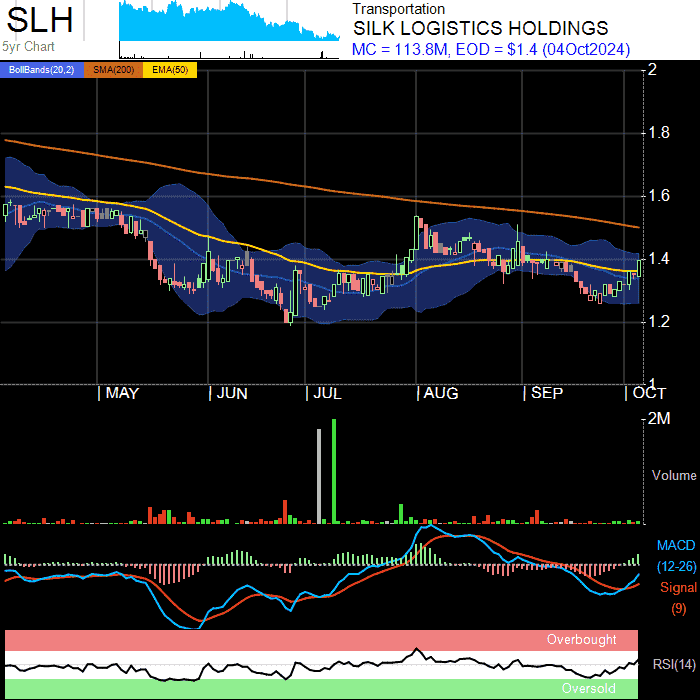 SLH
5yr Chart
Transportation
SILK LOGISTICS HOLDINGS
MC = 113.8M, EOD = $1.4 (04Oct2024)
BollBands(20,2) SMA(200) EMA(50)
2
1.8
1.6
1.4
1.2
1
MAY JUN JUL AUG SEP OCT
2M
Volume
MACD
(12-26)
Signal
(9)
Overbought
RSI(14)
Oversold